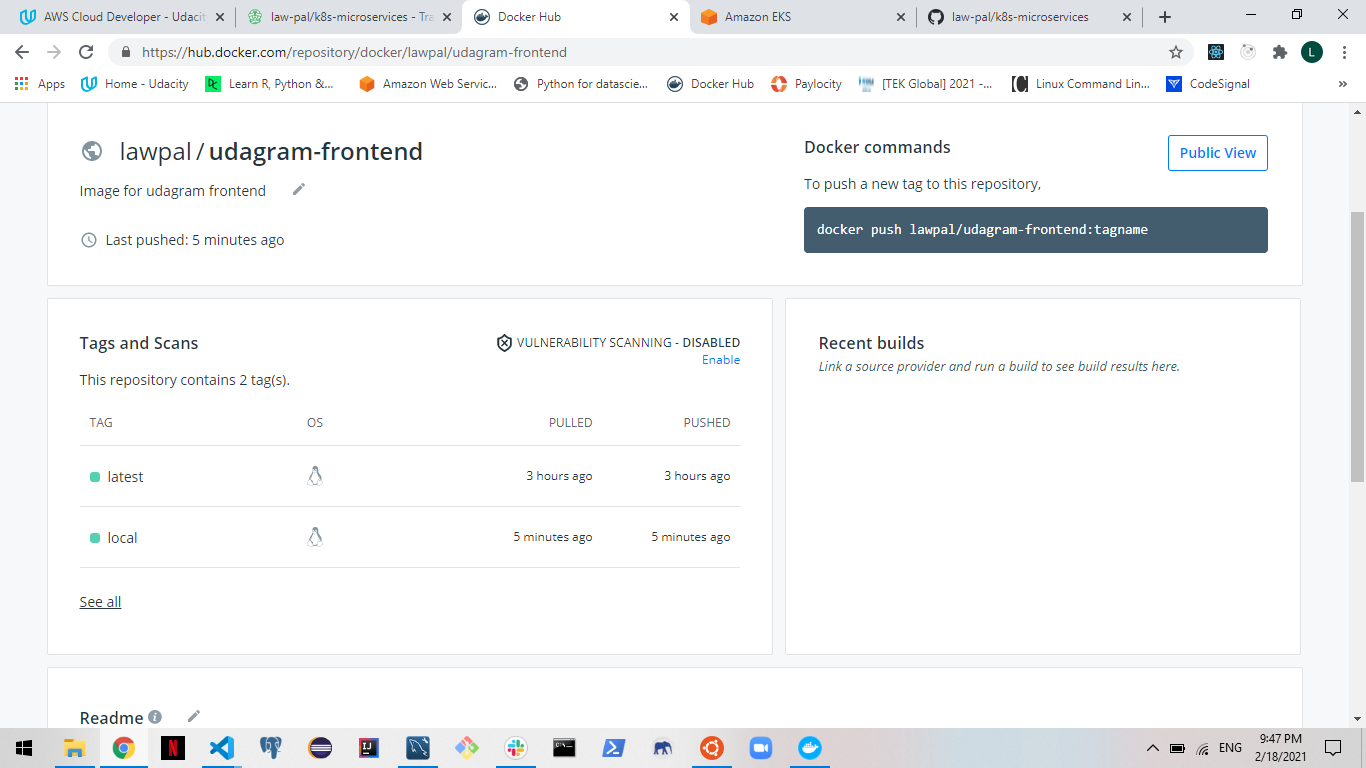 AWS Cloud Developer - Udacit
law-pal/k8s-microservices - Tra
Docker Hub
Amazon EKS
law-pal/k8s-microservices
https://hub.docker.com/repository/docker/lawpal/udagram-frontend
L
Apps
Home - Udacity
Learn R, Python &...
Amazon Web Servic...
Python for datascie...
Docker Hub
Paylocity
[TEK Global] 2021 -...
Linux Command Lin...
CodeSignal
lawpal / udagram-frontend
Image for udagram frontend
Last pushed: 5 minutes ago
Docker commands
Public View
To push a new tag to this repository,
docker push lawpal/udagram-frontend:tagname
Tags and Scans
VULNERABILITY SCANNING - DISABLED
Enable
This repository contains 2 tag(s).
TAG OS PULLED PUSHED
latest 3 hours ago 3 hours ago
local 5 minutes ago 5 minutes ago
See all
Recent builds
Link a source provider and run a build to see build results here.
Readme
ENG
9:47 PM
2/18/2021